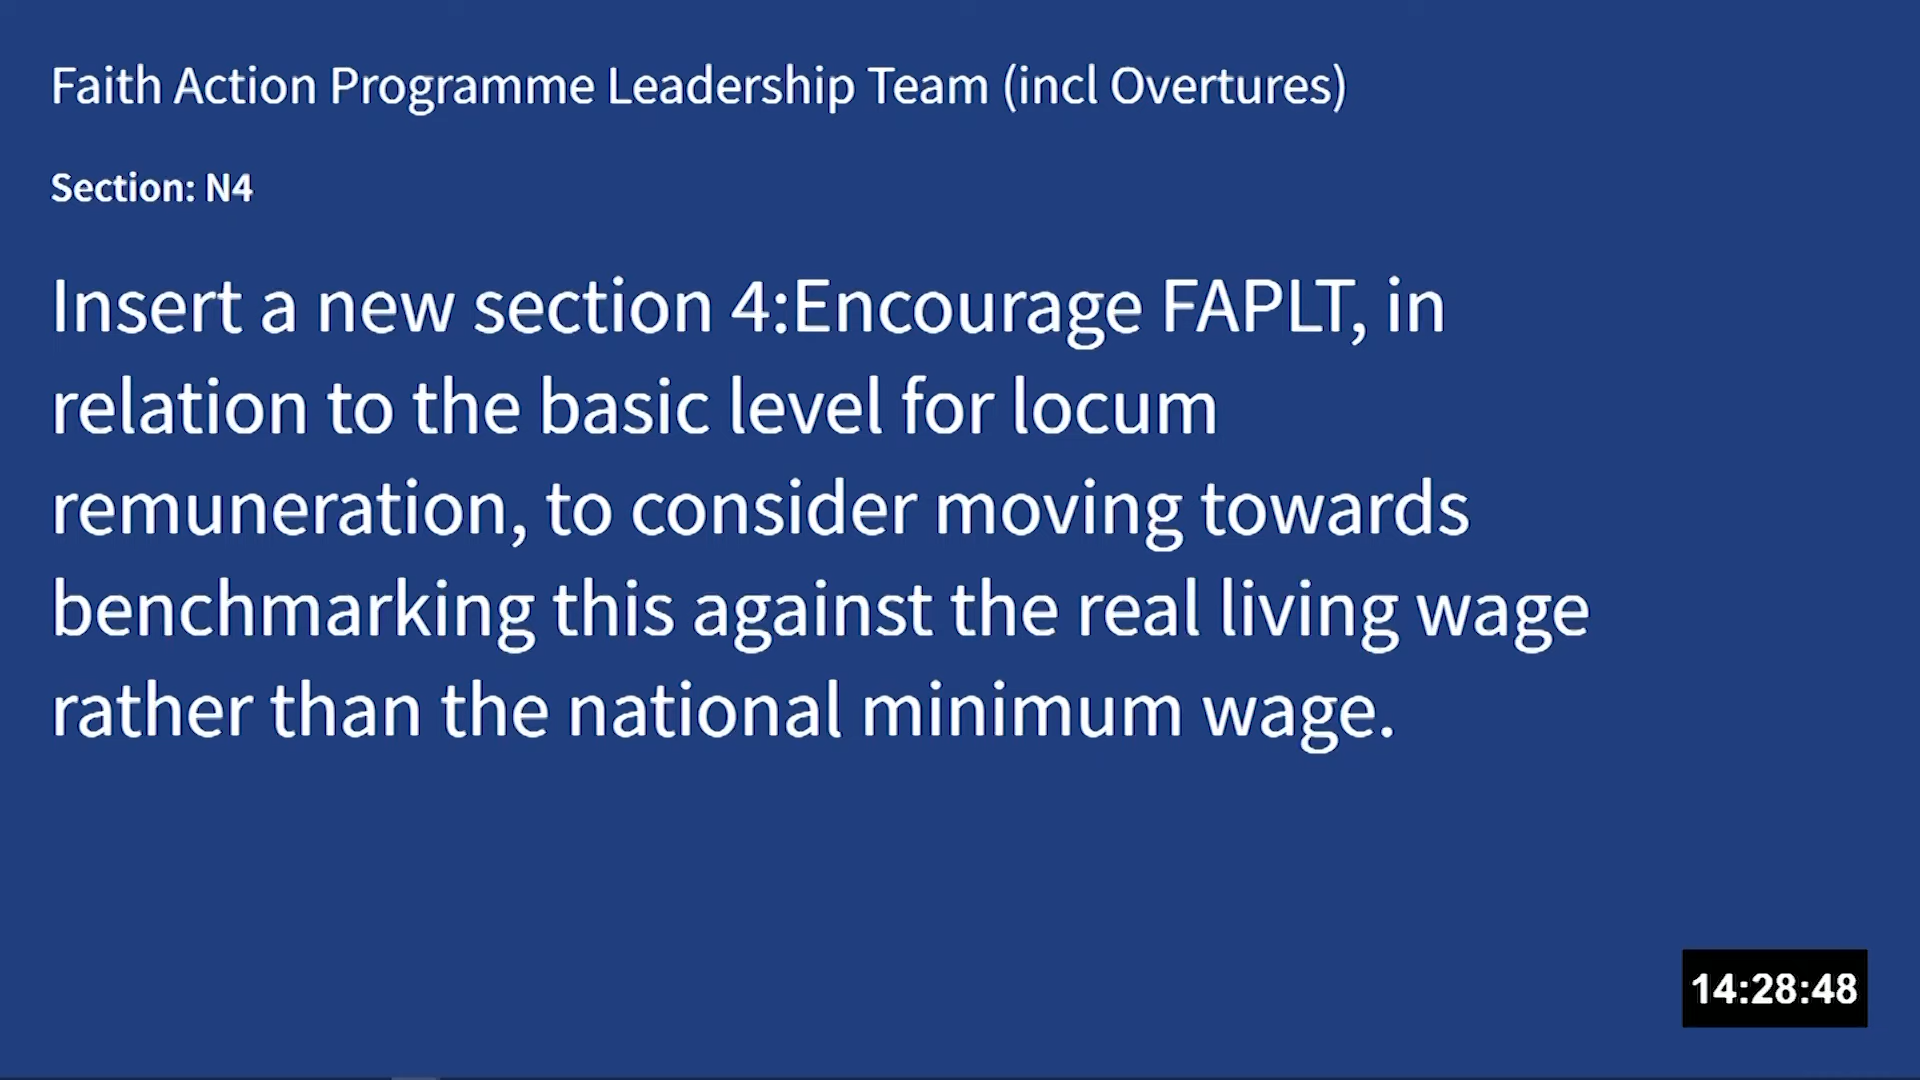 Faith Action Programme Leadership Team (incl Overtures)
Section: N4
Insert a new section 4:Encourage FAPLT, in
relation to the basic level for locum
remuneration, to consider moving towards
benchmarking this against the real living wage
rather than the national minimum wage.
14:28:48